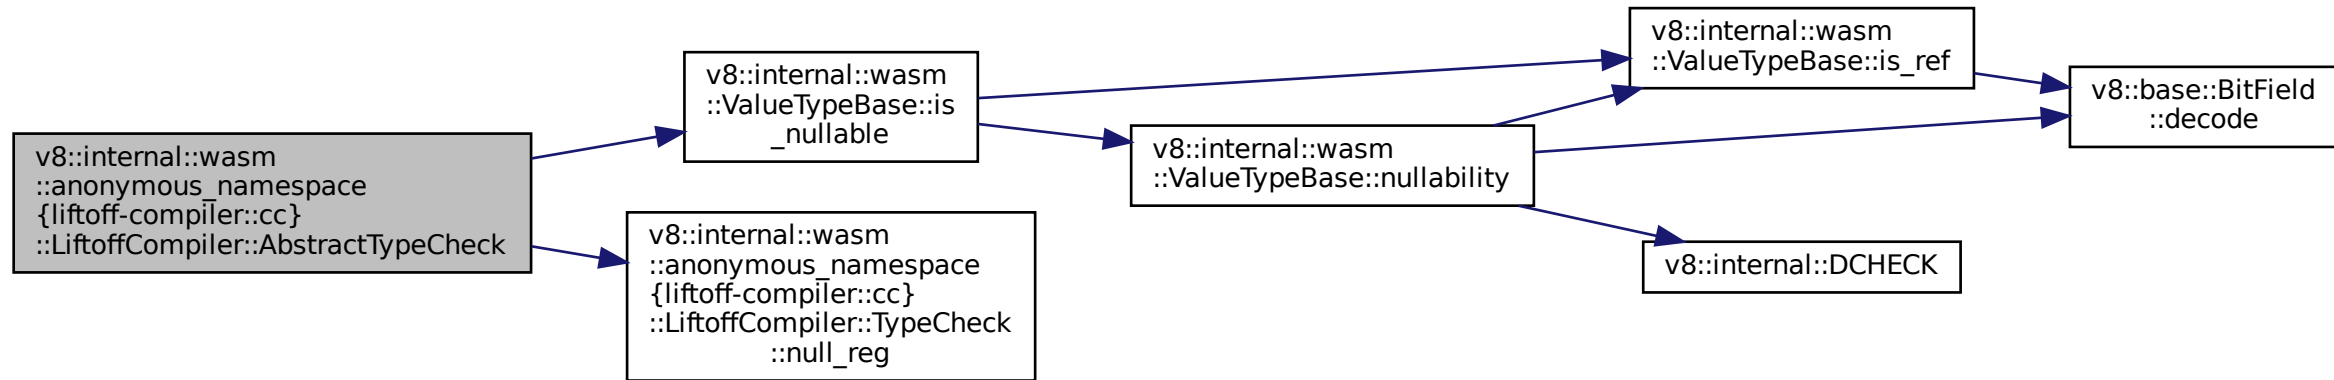 v8::internal::wasm
::anonymous_namespace
{liftoff-compiler::cc}
::LiftoffCompiler::AbstractTypeCheck
v8::internal::wasm
::ValueTypeBase::is
_nullable
v8::internal::wasm
::anonymous_namespace
{liftoff-compiler::cc}
::LiftoffCompiler::TypeCheck
::null_reg
v8::internal::wasm
::ValueTypeBase::nullability
v8::internal::wasm
::ValueTypeBase::is_ref
v8::internal::DCHECK
v8::base::BitField
::decode